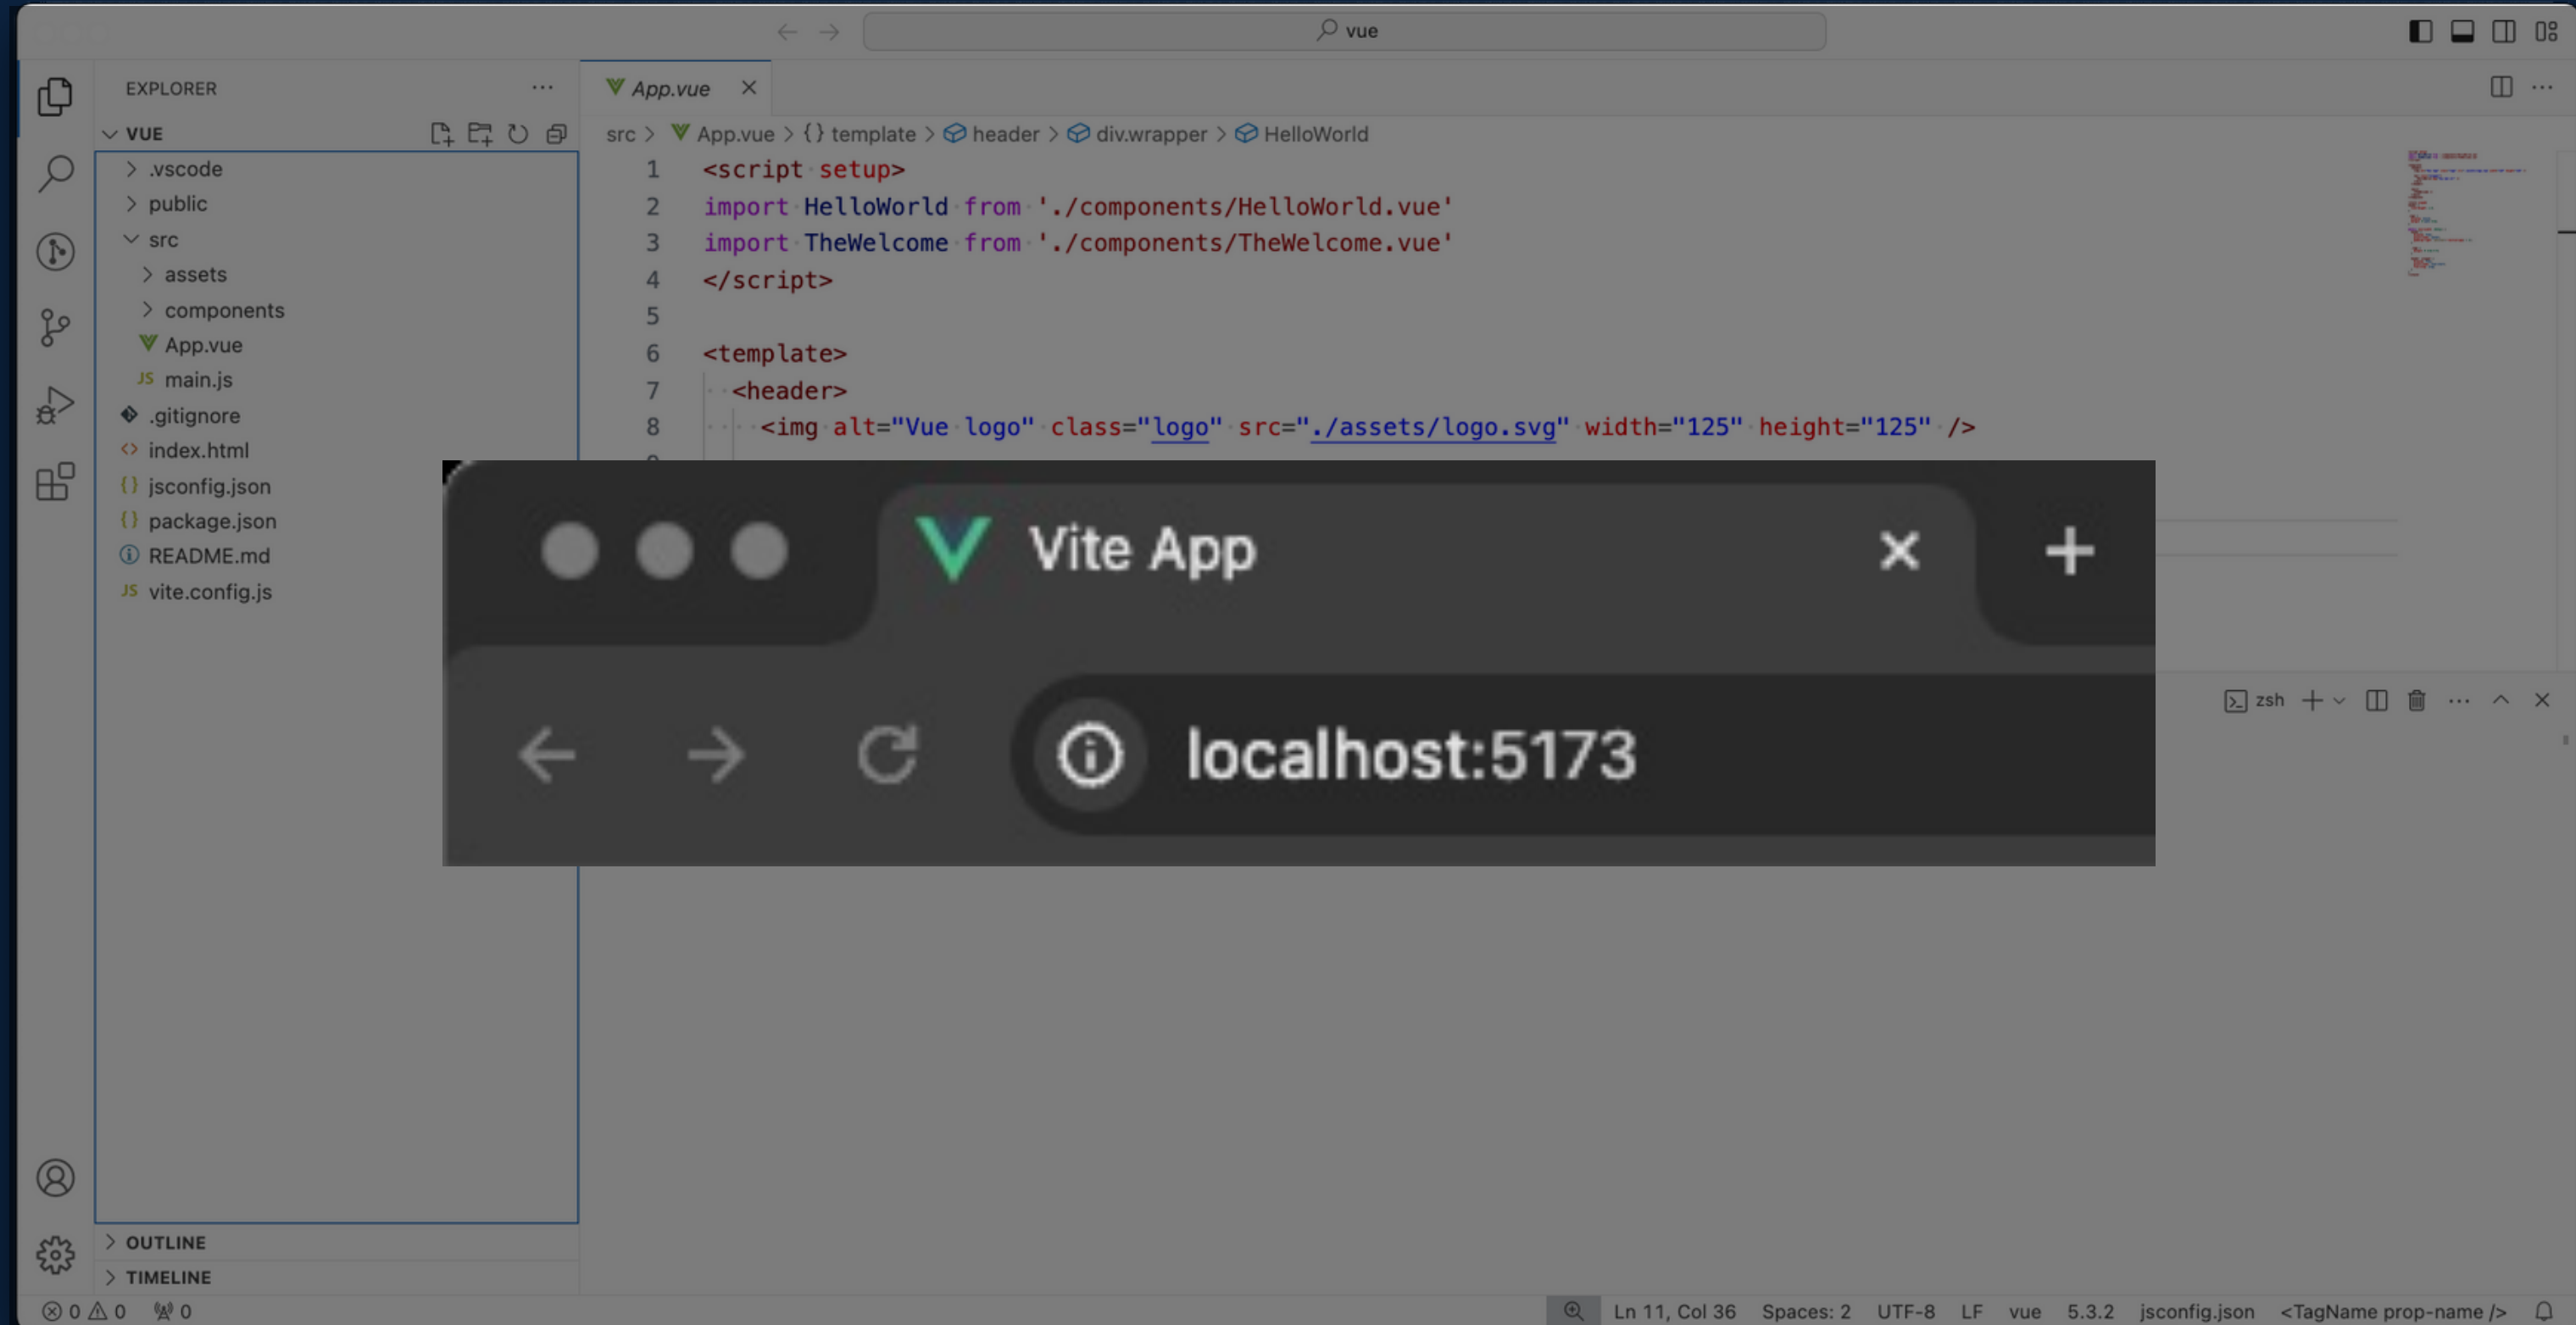 vue
EXPLORER
VUE
.vscode
public
src
assets
components
App.vue
JS main.js
.gitignore
<> index.html
{} jsconfig.json
{} package.json
README.md
JS vite.config.js
OUTLINE
TIMELINE
App.vue
src > App.vue > {} template > header > div.wrapper > HelloWorld
1 <script setup>
2 import HelloWorld from './components/HelloWorld.vue'
3 import TheWelcome from './components/TheWelcome.vue'
4 </script>
5
6 <template>
7 <header>
8 <img alt="Vue logo" class="logo" src="./assets/logo.svg" width="125" height="125" />
Vite App
localhost:5173
zsh
0 0 0
Ln 11, Col 36 Spaces: 2 UTF-8 LF vue 5.3.2 jsconfig.json <TagName prop-name />